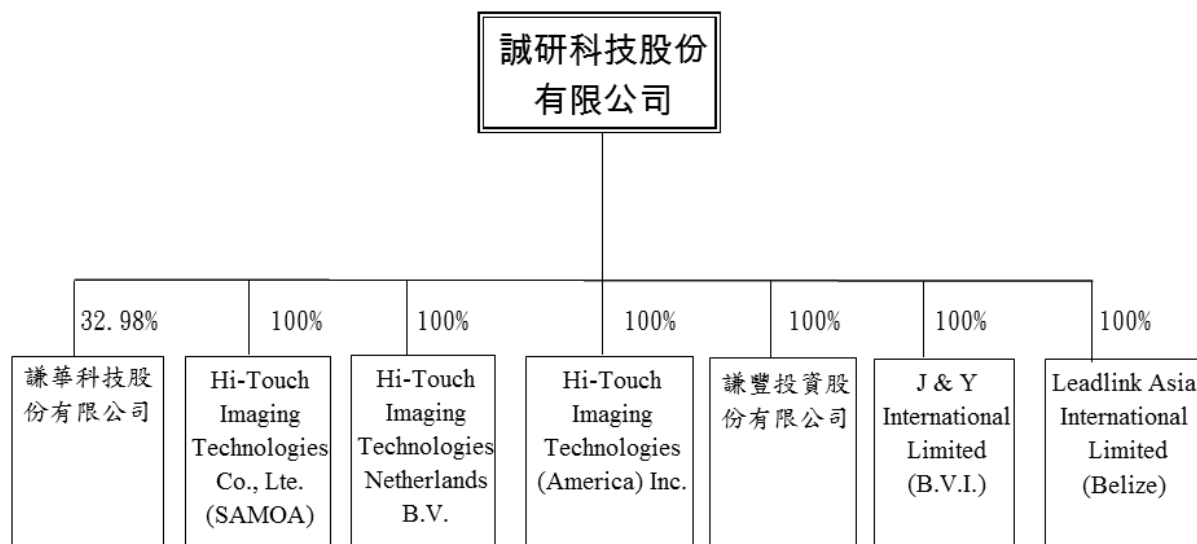 誠研科技股份
有限公司
32.98%
100%
100%
100%
100%
100%
100%
謙華科技股
份有限公司
Hi-Touch
Imaging
Technologies
Co., Lte.
(SAMOA)
Hi-Touch
Imaging
Technologies
Netherlands
B.V.
Hi-Touch
Imaging
Technologies
(America) Inc.
謙豐投資股
份有限公司
J & Y
International
Limited
(B.V.I.)
Leadlink Asia
International
Limited
(Belize)